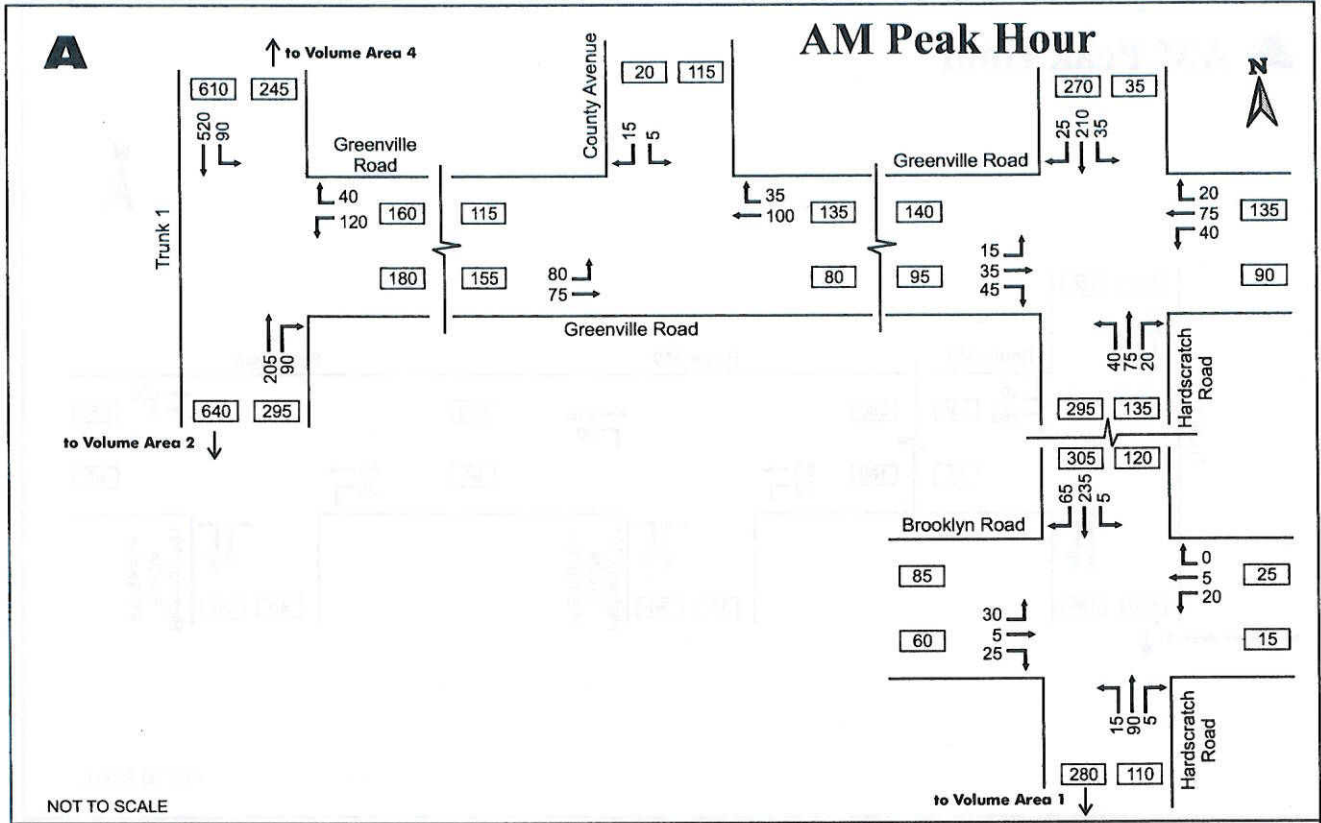 A
AM Peak Hour
to Volume Area 4
N
610 245
20 115
270 35
County Avenue
520
90
15
5
25
210
35
Greenville
Road
Greenville Road
40
120
160 115
35
100
135 140
20
75
40
135
Trunk 1
180 155
80
75
80 95
15
35
45
90
Greenville Road
205
90
40
75
20
Hardscratch
Road
640 295
295 135
to Volume Area 2
305 120
65
235
5
Brooklyn Road
85
0
5
20
25
60
30
5
25
15
15
90
5
Hardscratch
Road
280 110
NOT TO SCALE
to Volume Area 1